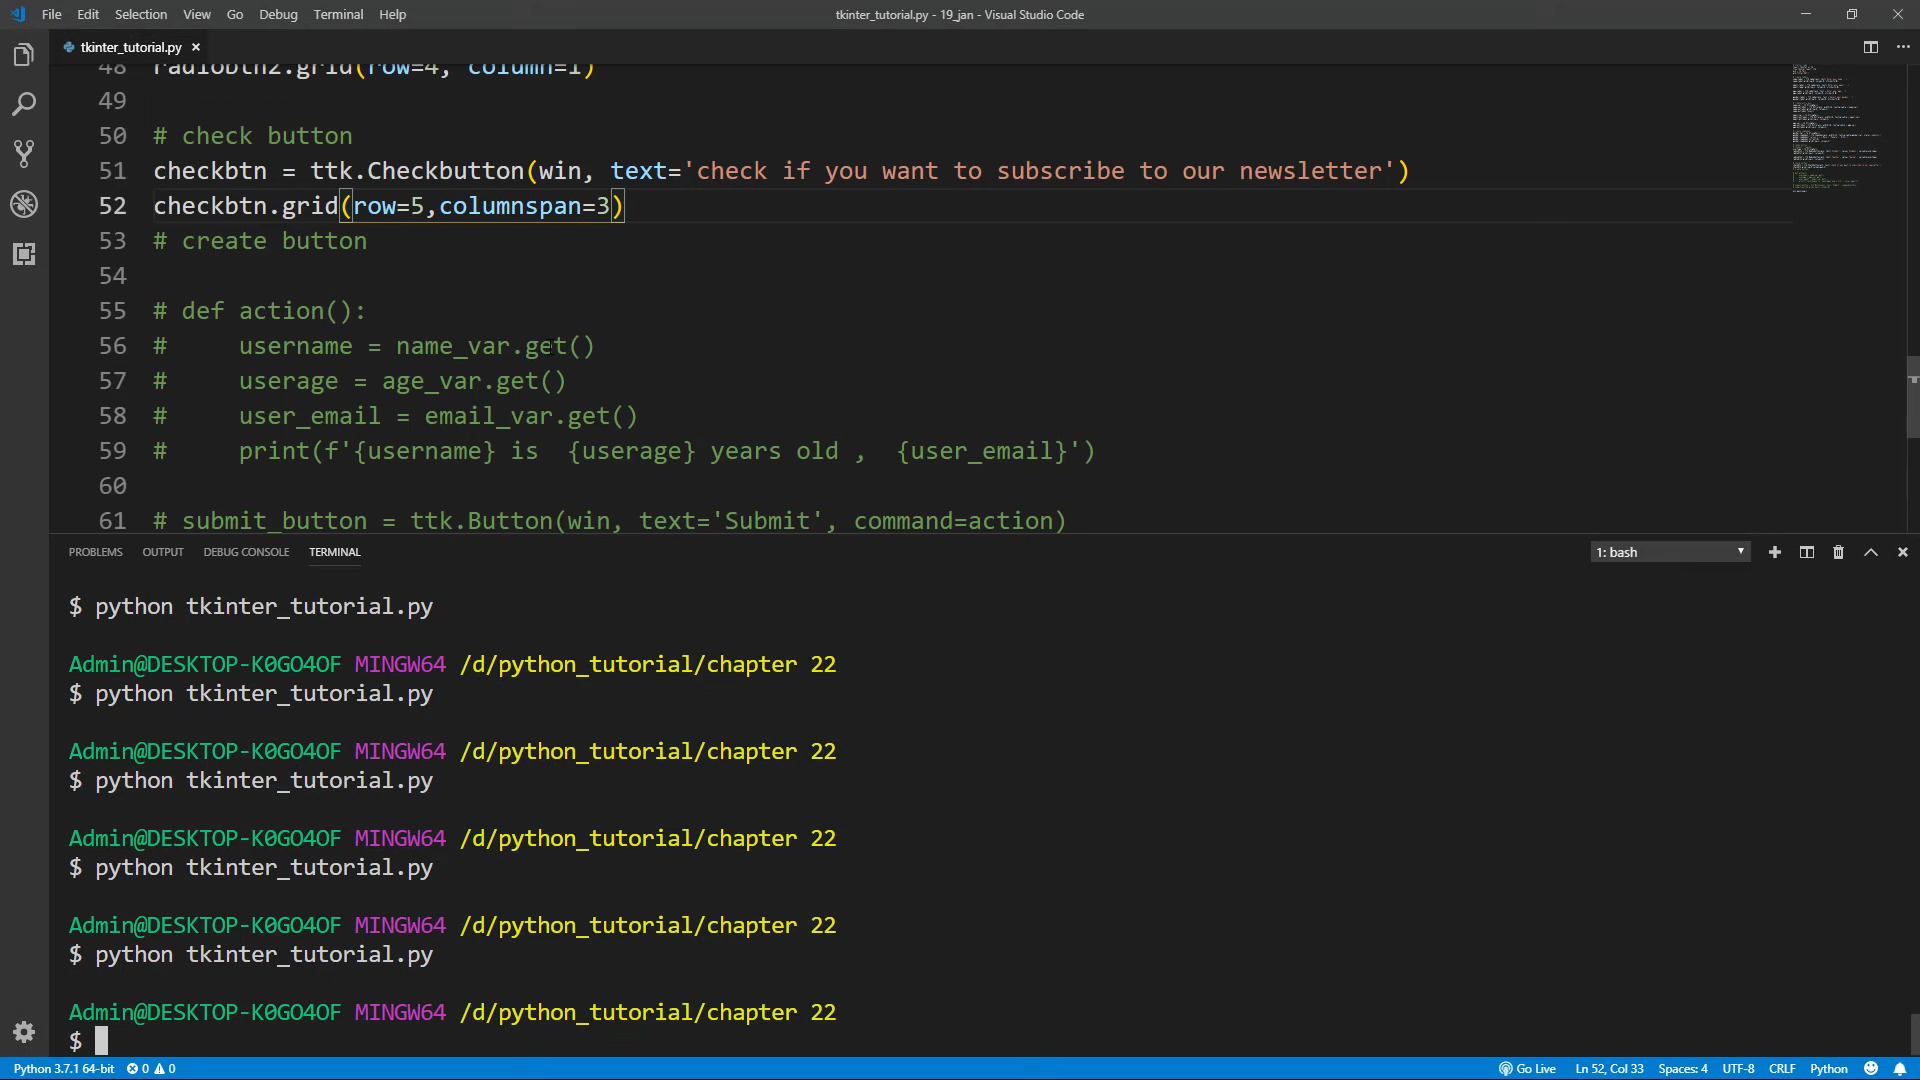 File Edit Selection View Go Debug Terminal Help
tkinter_tutorial.py - 19_jan - Visual Studio Code
tkinter_tutorial.py ×
48 radiobtn2.grid(row=4, column=1)
49
50 # check button
51 checkbtn = ttk.Checkbutton(win, text='check if you want to subscribe to our newsletter')
52 checkbtn.grid(row=5,columnspan=3)
53 # create button
54
55 # def action():
56 #     username = name_var.get()
57 #     userage = age_var.get()
58 #     user_email = email_var.get()
59 #     print(f'{username} is  {userage} years old ,  {user_email}')
60
61 # submit_button = ttk.Button(win, text='Submit', command=action)
PROBLEMS OUTPUT DEBUG CONSOLE TERMINAL
1: bash
$ python tkinter_tutorial.py
Admin@DESKTOP-K0GO4OF MINGW64 /d/python_tutorial/chapter 22
$ python tkinter_tutorial.py
Admin@DESKTOP-K0GO4OF MINGW64 /d/python_tutorial/chapter 22
$ python tkinter_tutorial.py
Admin@DESKTOP-K0GO4OF MINGW64 /d/python_tutorial/chapter 22
$ python tkinter_tutorial.py
Admin@DESKTOP-K0GO4OF MINGW64 /d/python_tutorial/chapter 22
$ python tkinter_tutorial.py
Admin@DESKTOP-K0GO4OF MINGW64 /d/python_tutorial/chapter 22
$
Python 3.7.1 64-bit 0 0
Go Live Ln 52, Col 33 Spaces: 4 UTF-8 CRLF Python